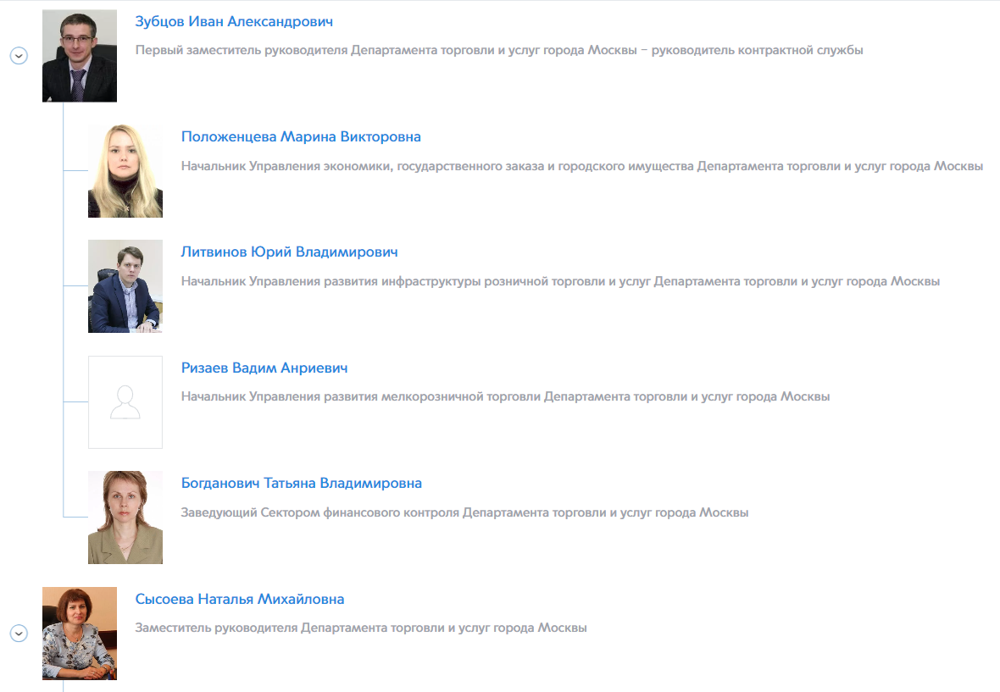 Зубцов Иван Александрович
Первый заместитель руководителя Департамента торговли и услуг города Москвы – руководитель контрактной службы
Положенцева Марина Викторовна
Начальник Управления экономики, государственного заказа и городского имущества Департамента торговли и услуг города Москвы
Литвинов Юрий Владимирович
Начальник Управления развития инфраструктуры розничной торговли и услуг Департамента торговли и услуг города Москвы
Ризаев Вадим Анриевич
Начальник Управления развития мелкорозничной торговли Департамента торговли и услуг города Москвы
Богданович Татьяна Владимировна
Заведующий Сектором финансового контроля Департамента торговли и услуг города Москвы
Сысоева Наталья Михайловна
Заместитель руководителя Департамента торговли и услуг города Москвы